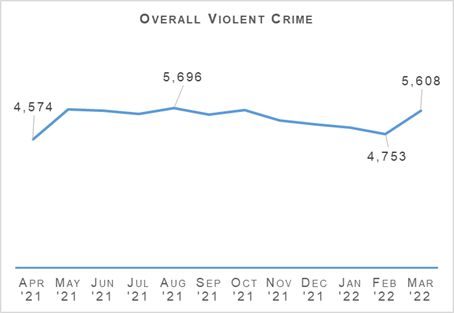 Overall Violent Crime
5,696
5,608
4,574
4,753
Apr May Jun Jul Aug Sep Oct Nov Dec Jan Feb Mar
'21 '21 '21 '21 '21 '21 '21 '21 '21 '22 '22 '22